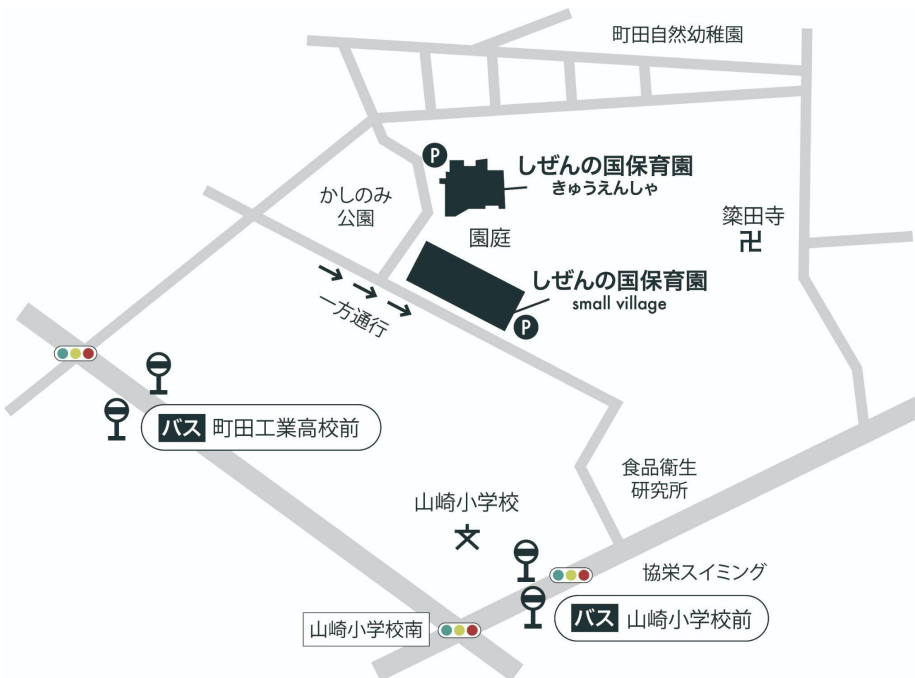 町田自然幼稚園
P
しぜんの国保育園
きゅうえんしゃ
かしのみ
公園
園庭
簗田寺
しぜんの国保育園
small village
P
一方通行
バス 町田工業高校前
食品衛生
研究所
山崎小学校
文
協栄スイミング
バス 山崎小学校前
山崎小学校南